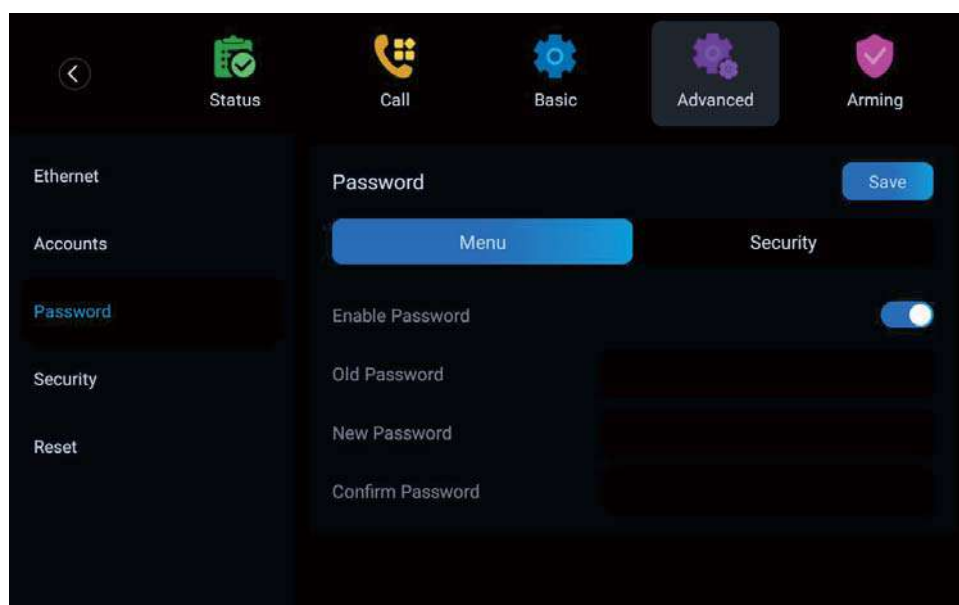 Status Call Basic Advanced Arming
Ethernet
Accounts
Password
Security
Reset
Password Save
Menu Security
Enable Password
Old Password
New Password
Confirm Password